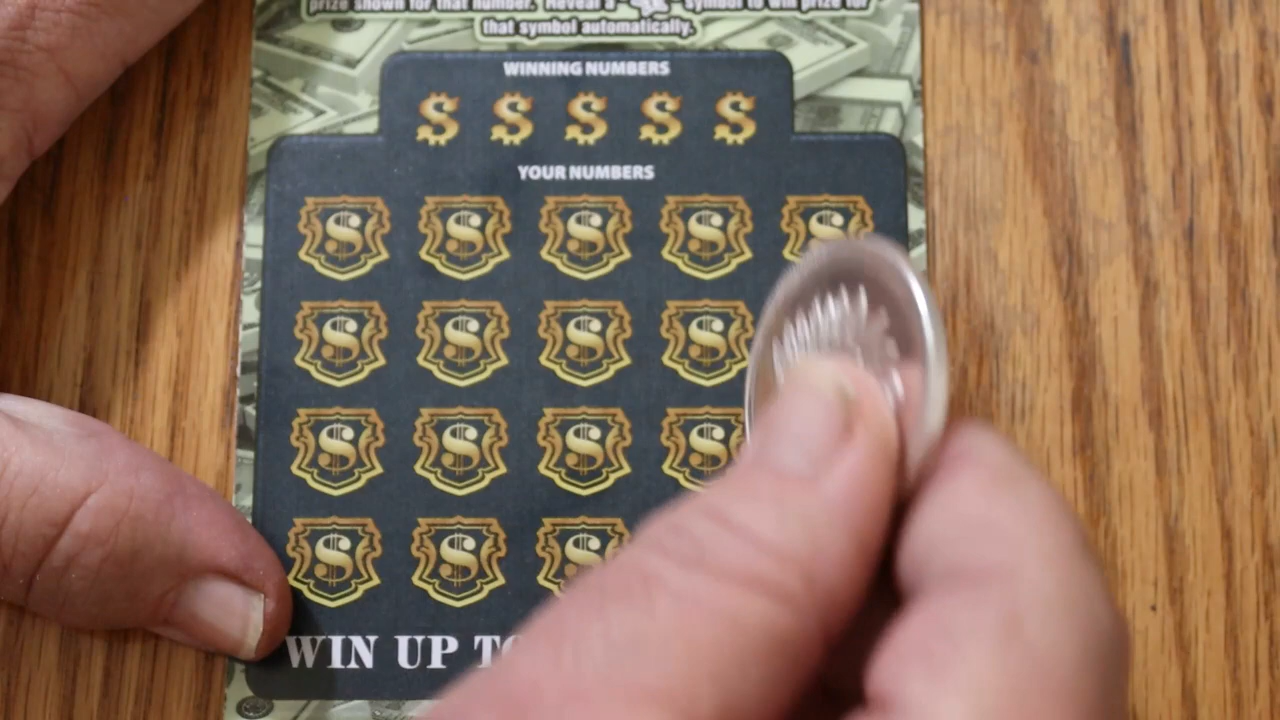 prize shown for that number. Reveal a symbol to win prize for
that symbol automatically.
WINNING NUMBERS
$ $ $ $ $
YOUR NUMBERS
$ $ $ $ $
$ $ $ $
$ $ $ $
$ $ $
WIN UP TO